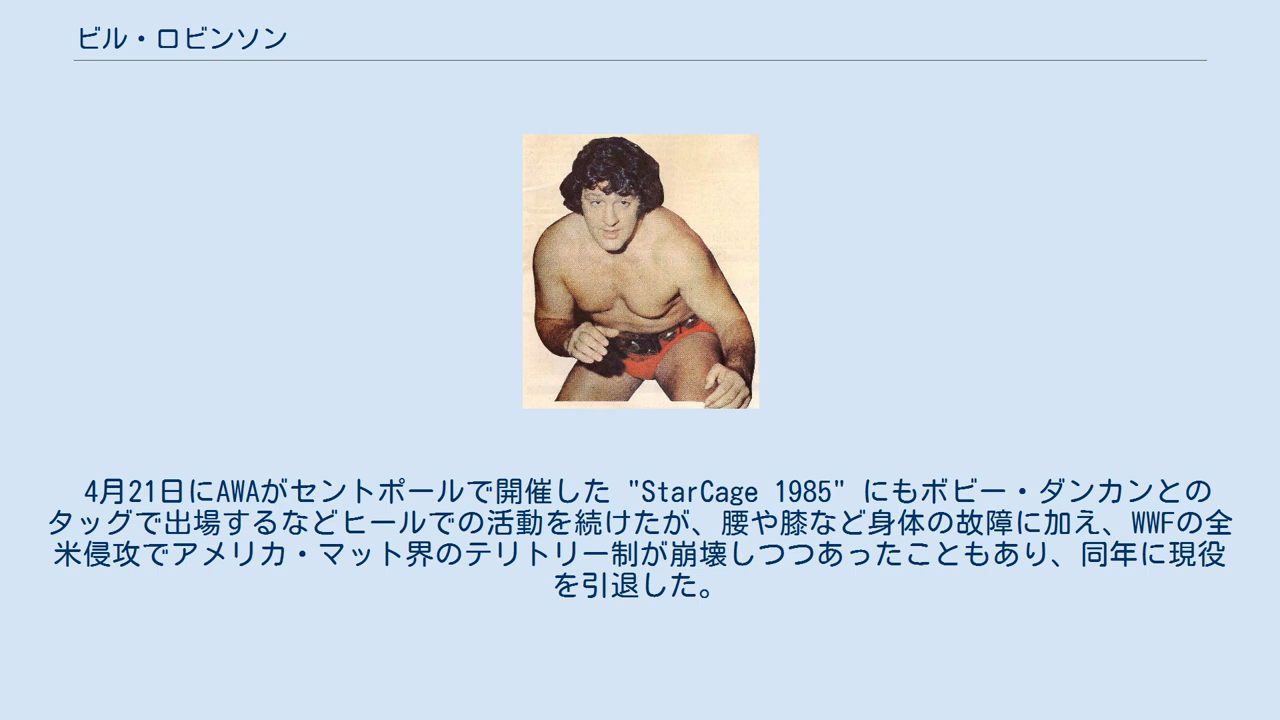 ビル・ロビンソン
4月21日にAWAがセントポールで開催した "StarCage 1985" にもボビー・ダンカンとの
タッグで出場するなどヒールでの活動を続けたが、腰や膝など身体の故障に加え、WWFの全
米侵攻でアメリカ・マット界のテリトリー制が崩壊しつつあったこともあり、同年に現役
を引退した。